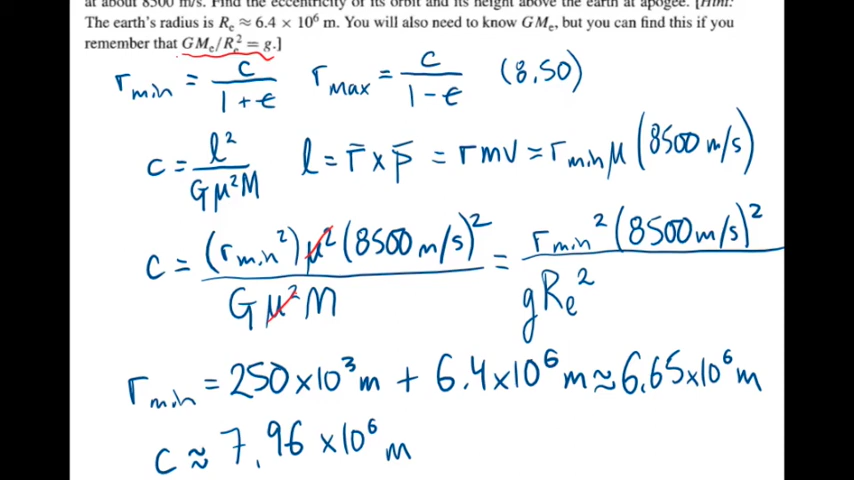 at about 8500 m/s. Find the eccentricity of its orbit and its height above the earth at apogee. [Hint:
The earth's radius is Rₑ ≈ 6.4 × 10⁶ m. You will also need to know GMₑ, but you can find this if you
remember that GMₑ/Rₑ² = g.]
r_min = c/(1+ϵ) r_max = c/(1-ϵ) (8.50)
c = l²/(Gμ²M) l = r̄ × p̄ = rmv = r_min μ (8500 m/s)
c = (r_min²) μ² (8500 m/s)²/(Gμ²M) = r_min² (8500 m/s)²/(gRₑ²)
r_min = 250×10³ m + 6.4×10⁶ m ≈ 6.65×10⁶ m
c ≈ 7.96 ×10⁶ m